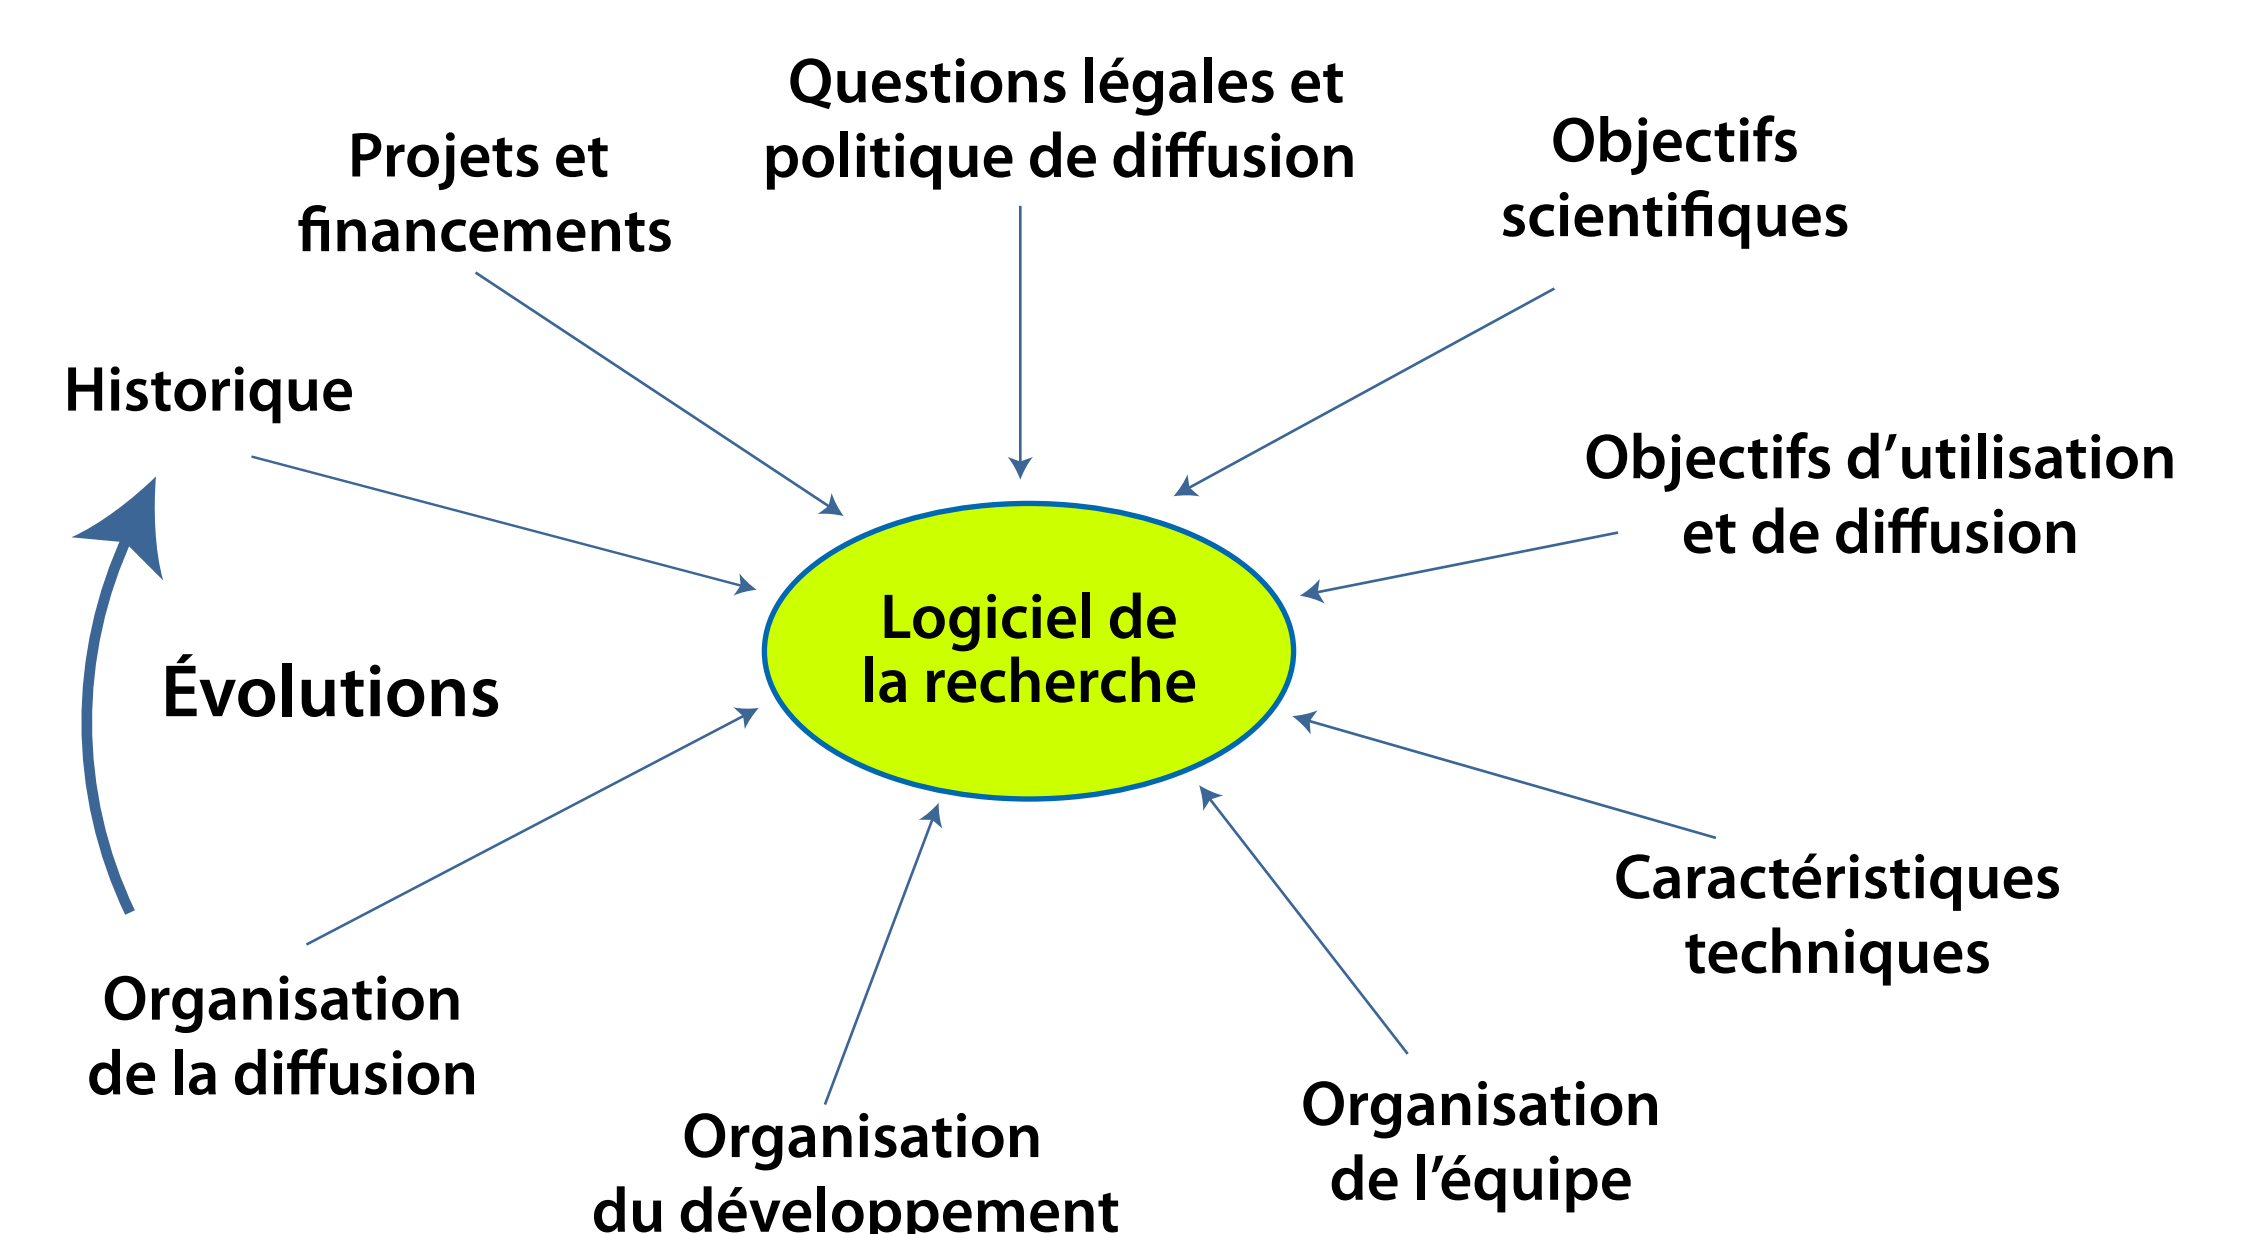 Questions légales et
politique de diffusion
Projets et
financements
Objectifs
scientifiques
Historique
Objectifs d’utilisation
et de diffusion
Logiciel de
la recherche
Évolutions
Caractéristiques
techniques
Organisation
de la diffusion
Organisation
de l’équipe
Organisation
du développement